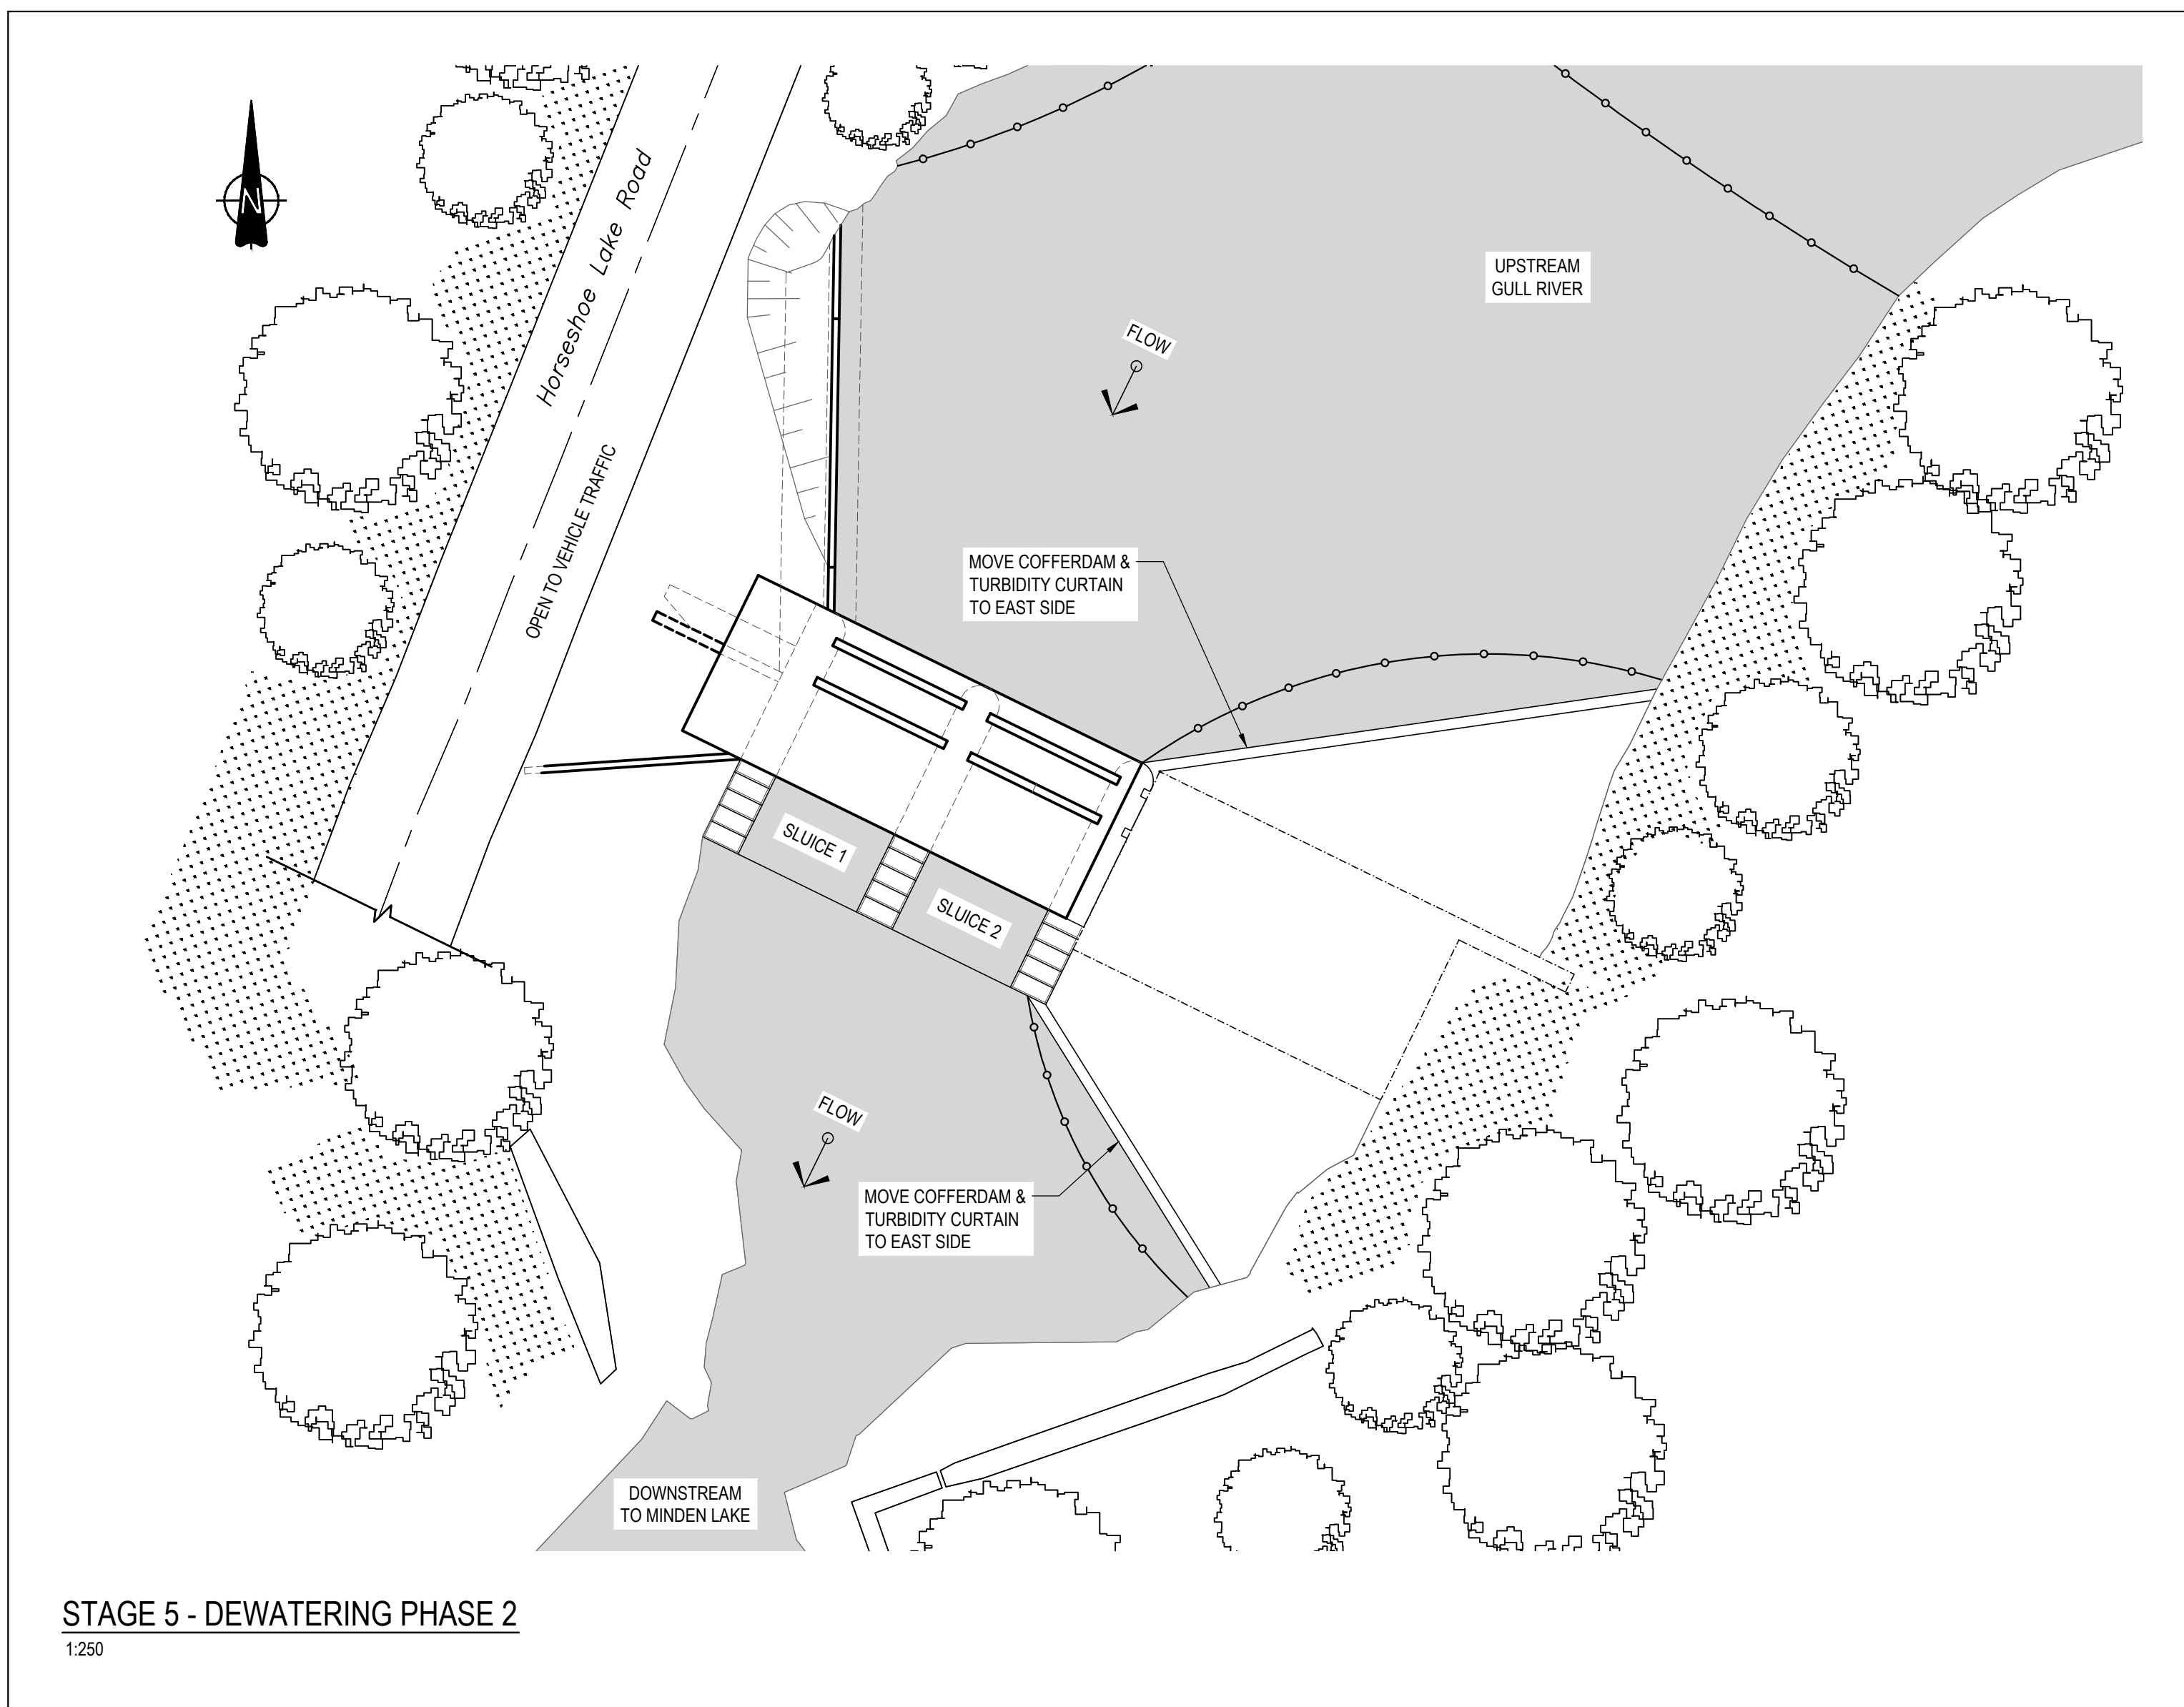 N
Horseshoe Lake Road
OPEN TO VEHICLE TRAFFIC
UPSTREAM
GULL RIVER
FLOW
MOVE COFFERDAM &
TURBIDITY CURTAIN
TO EAST SIDE
SLUICE 1
SLUICE 2
FLOW
MOVE COFFERDAM &
TURBIDITY CURTAIN
TO EAST SIDE
DOWNSTREAM
TO MINDEN LAKE
STAGE 5 - DEWATERING PHASE 2
1:250